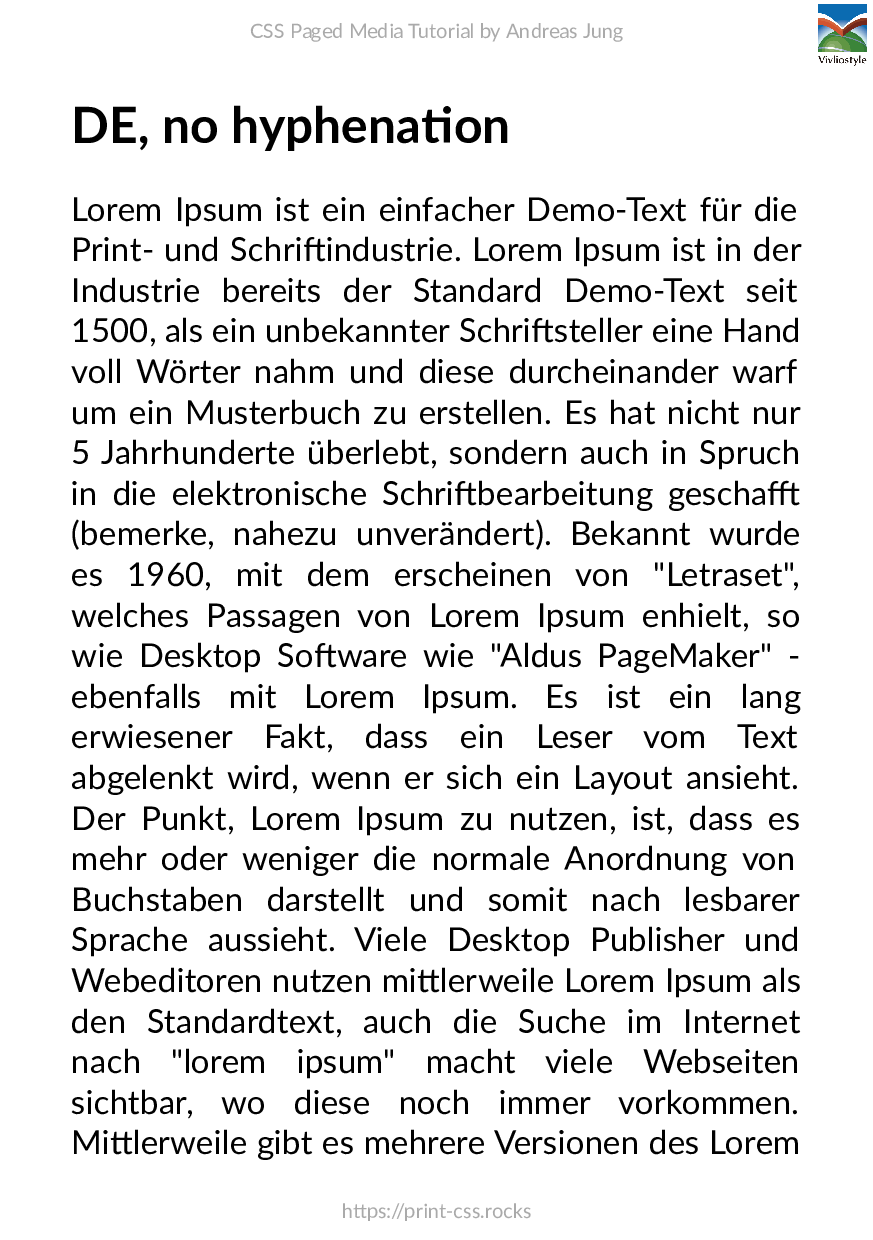 CSS Paged Media Tutorial by Andreas Jung
Vivliostyle
DE, no hyphenation
Lorem Ipsum ist ein einfacher Demo-Text für die
Print- und Schriftindustrie. Lorem Ipsum ist in der
Industrie bereits der Standard Demo-Text seit
1500, als ein unbekannter Schriftsteller eine Hand
voll Wörter nahm und diese durcheinander warf
um ein Musterbuch zu erstellen. Es hat nicht nur
5 Jahrhunderte überlebt, sondern auch in Spruch
in die elektronische Schriftbearbeitung geschafft
(bemerke, nahezu unverändert). Bekannt wurde
es 1960, mit dem erscheinen von "Letraset",
welches Passagen von Lorem Ipsum enhielt, so
wie Desktop Software wie "Aldus PageMaker" -
ebenfalls mit Lorem Ipsum. Es ist ein lang
erwiesener Fakt, dass ein Leser vom Text
abgelenkt wird, wenn er sich ein Layout ansieht.
Der Punkt, Lorem Ipsum zu nutzen, ist, dass es
mehr oder weniger die normale Anordnung von
Buchstaben darstellt und somit nach lesbarer
Sprache aussieht. Viele Desktop Publisher und
Webeditoren nutzen mittlerweile Lorem Ipsum als
den Standardtext, auch die Suche im Internet
nach "lorem ipsum" macht viele Webseiten
sichtbar, wo diese noch immer vorkommen.
Mittlerweile gibt es mehrere Versionen des Lorem
https://print-css.rocks